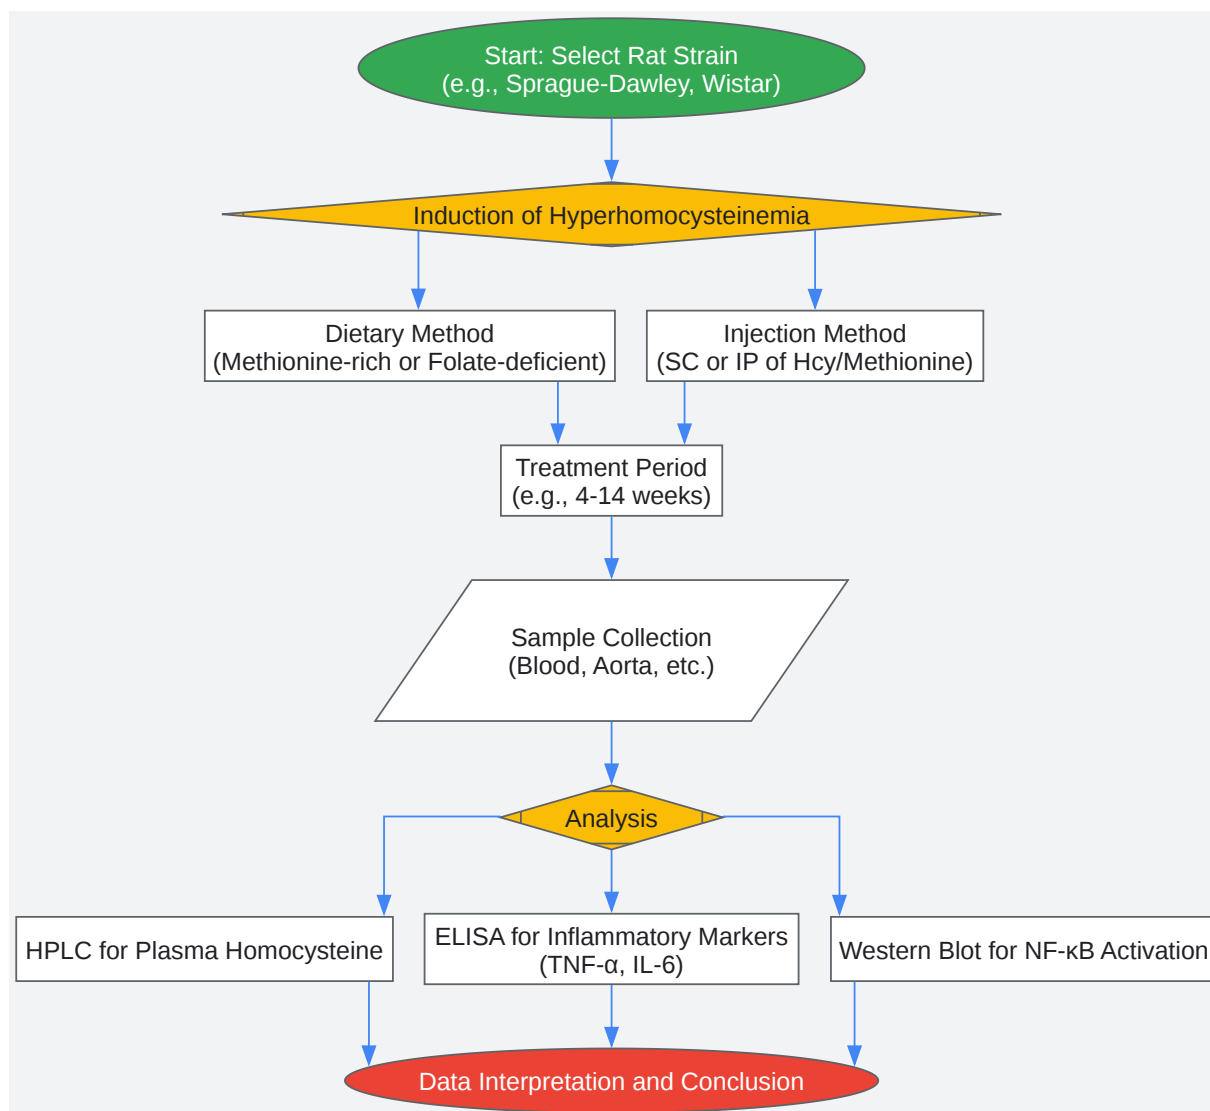 Start: Select Rat Strain
(e.g., Sprague-Dawley, Wistar)
Induction of Hyperhomocysteinemia
Dietary Method
(Methionine-rich or Folate-deficient)
Injection Method
(SC or IP of Hcy/Methionine)
Treatment Period
(e.g., 4-14 weeks)
Sample Collection
(Blood, Aorta, etc.)
Analysis
HPLC for Plasma Homocysteine
ELISA for Inflammatory Markers
(TNF-α, IL-6)
Western Blot for NF-κB Activation
Data Interpretation and Conclusion